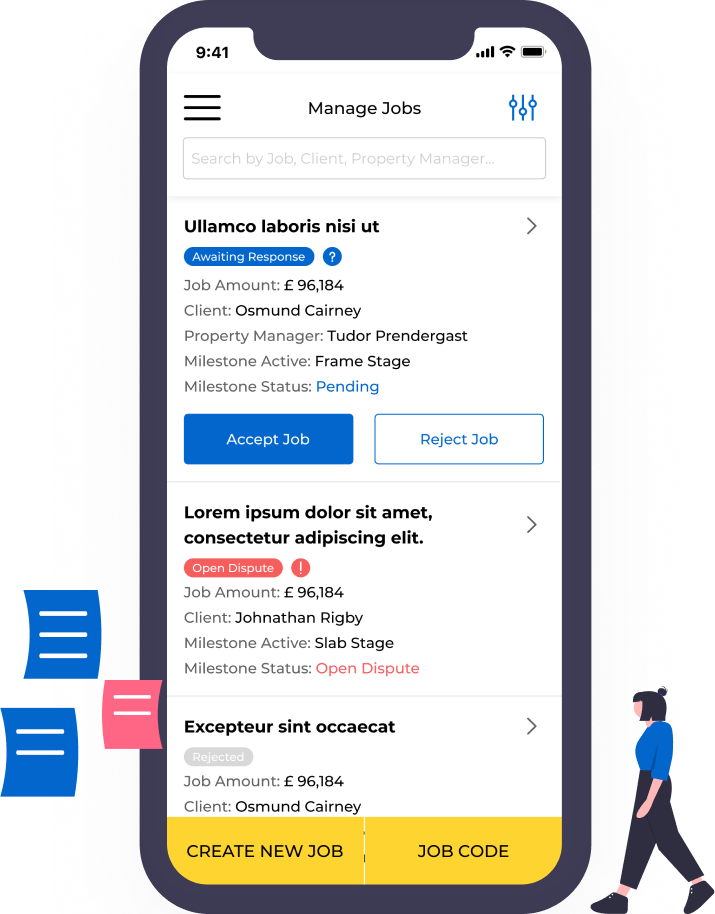 9:41
Manage Jobs
Search by Job, Client, Property Manager...
Ullamco laboris nisi ut
Awaiting Response ?
Job Amount: £ 96,184
Client: Osmund Cairney
Property Manager: Tudor Prendergast
Milestone Active: Frame Stage
Milestone Status: Pending
Accept Job Reject Job
Lorem ipsum dolor sit amet,
consectetur adipiscing elit.
Open Dispute !
Job Amount: £ 96,184
Client: Johnathan Rigby
Milestone Active: Slab Stage
Milestone Status: Open Dispute
Excepteur sint occaecat
Rejected
Job Amount: £ 96,184
Client: Osmund Cairney
CREATE NEW JOB JOB CODE